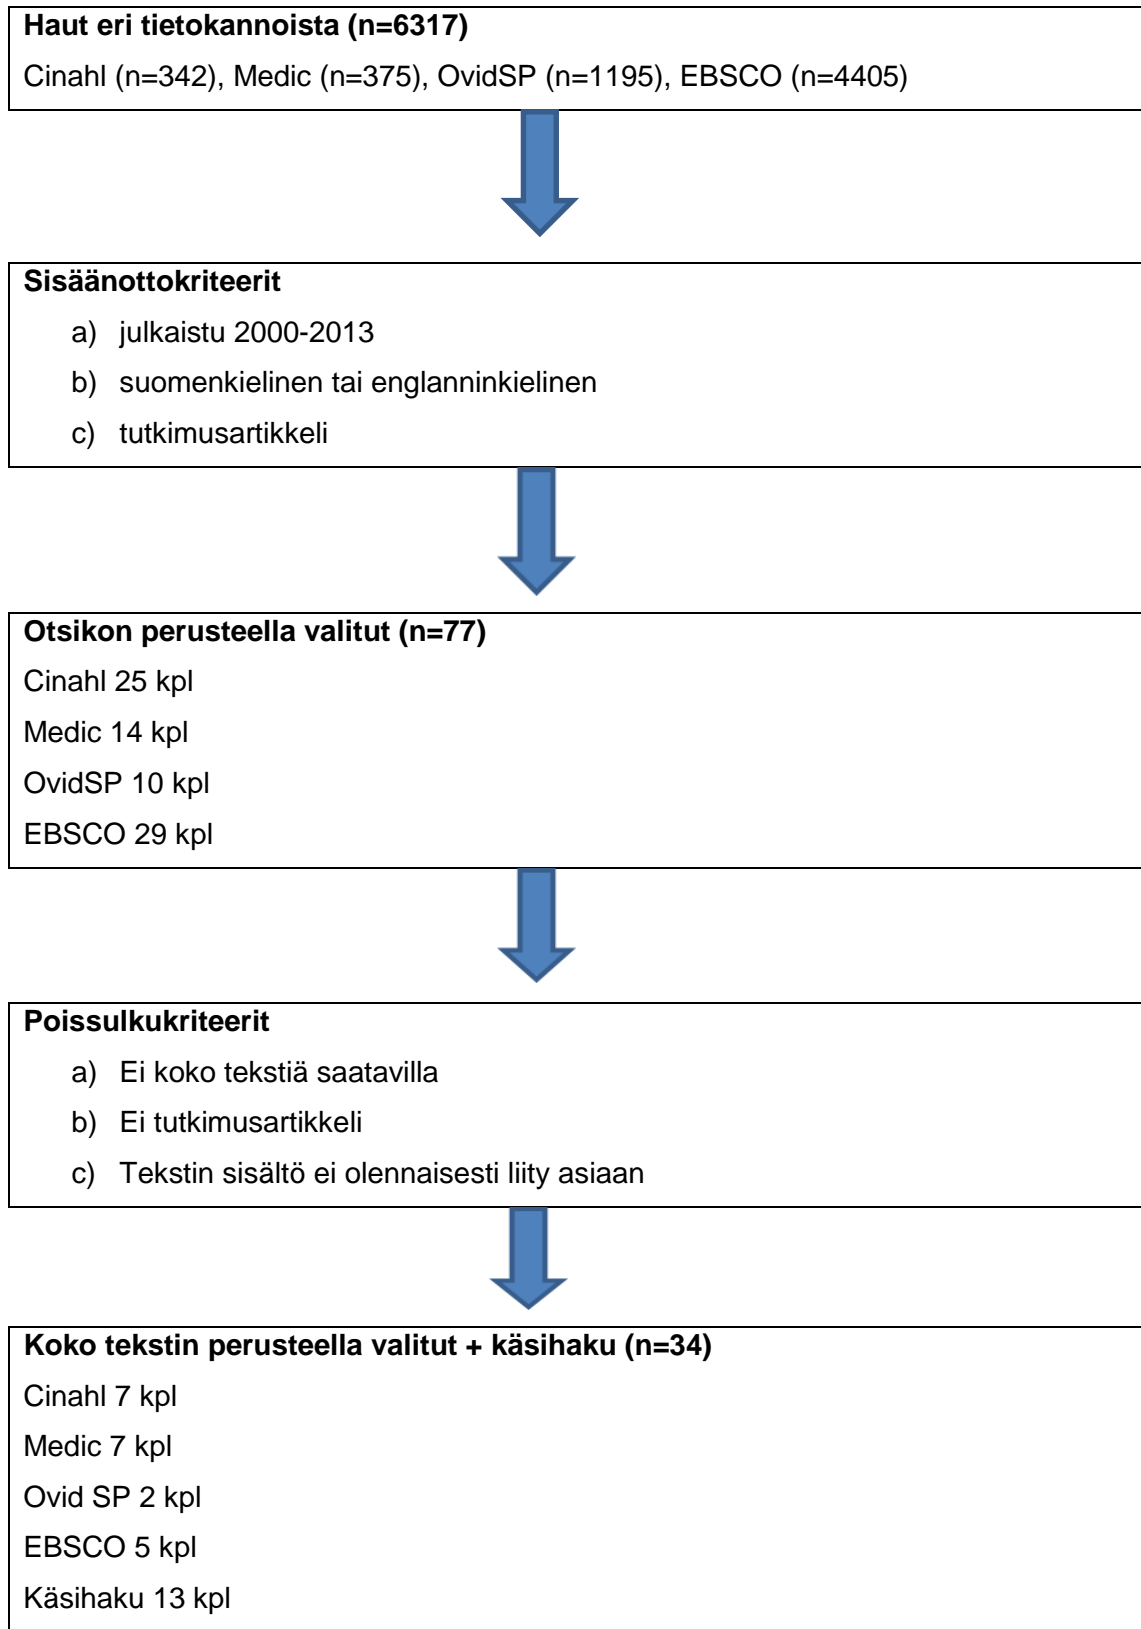 Haut eri tietokannoista (n=6317)
Cinahl (n=342), Medic (n=375), OvidSP (n=1195), EBSCO (n=4405)
Sisäänottokriteerit
a) julkaistu 2000-2013
b) suomenkielinen tai englanninkielinen
c) tutkimusartikkeli
Otsikon perusteella valitut (n=77)
Cinahl 25 kpl
Medic 14 kpl
OvidSP 10 kpl
EBSCO 29 kpl
Poissulkukriteerit
a) Ei koko tekstiä saatavilla
b) Ei tutkimusartikkeli
c) Tekstin sisältö ei olennaisesti liity asiaan
Koko tekstin perusteella valitut + käsihaku (n=34)
Cinahl 7 kpl
Medic 7 kpl
Ovid SP 2 kpl
EBSCO 5 kpl
Käsihaku 13 kpl